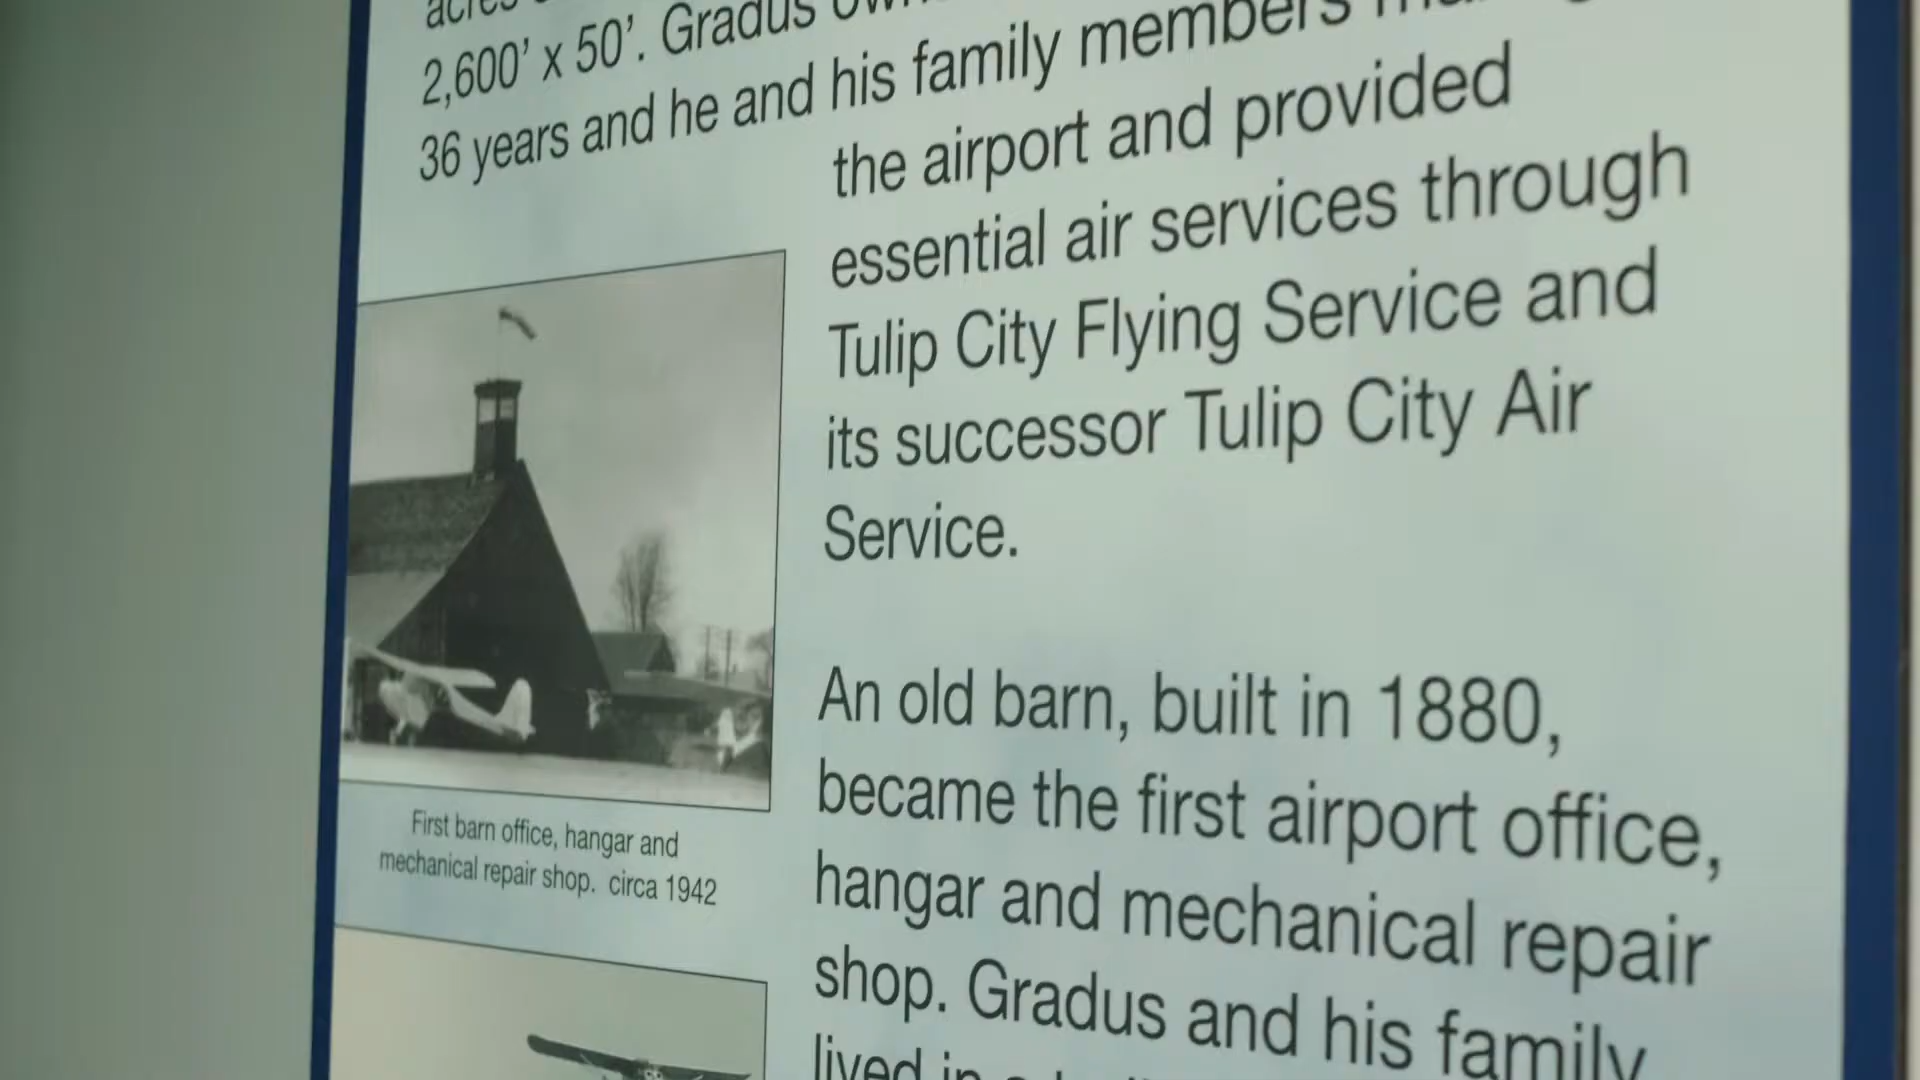 acres
2,600’ x 50’. Gradus
36 years and he and his family members
the airport and provided
essential air services through
Tulip City Flying Service and
its successor Tulip City Air
Service.
An old barn, built in 1880,
became the first airport office,
hangar and mechanical repair
shop. Gradus and his family
lived in a
First barn office, hangar and
mechanical repair shop. circa 1942